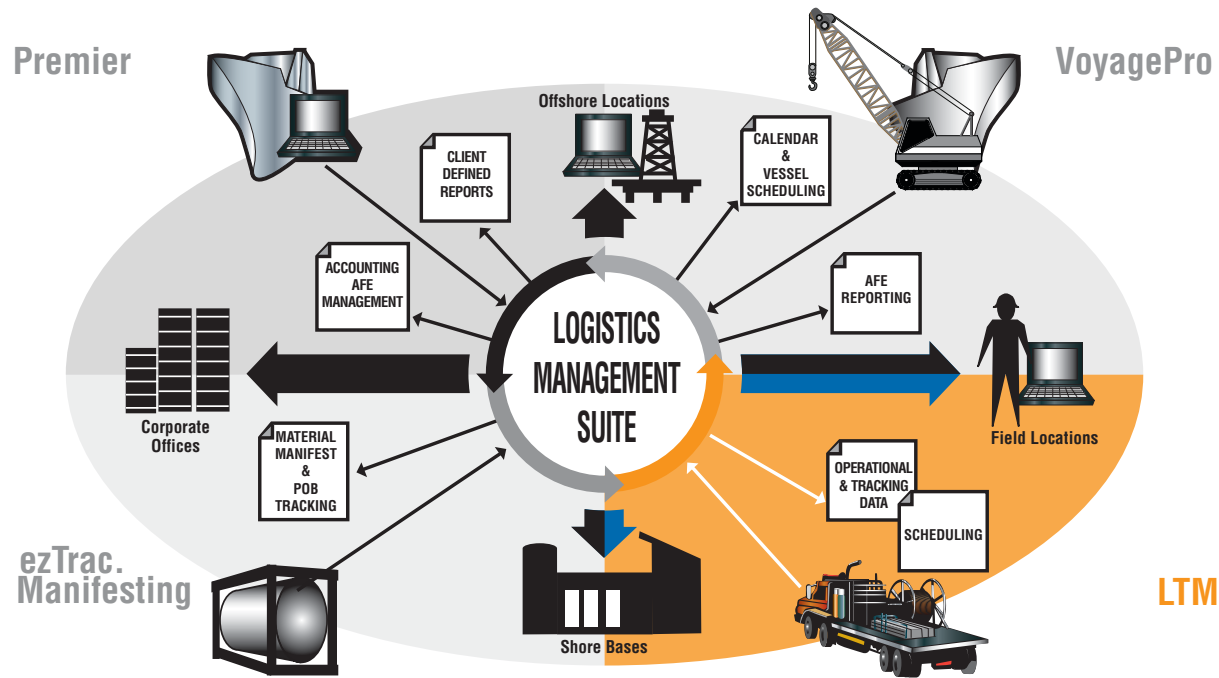 Premier
VoyagePro
Offshore Locations
CLIENT
DEFINED
REPORTS
CALENDAR
&
VESSEL
SCHEDULING
ACCOUNTING
AFE
MANAGEMENT
AFE
REPORTING
LOGISTICS
MANAGEMENT
SUITE
Corporate
Offices
Field Locations
MATERIAL
MANIFEST
&
POB
TRACKING
OPERATIONAL
& TRACKING
DATA
SCHEDULING
ezTrac.
Manifesting
LTM
Shore Bases